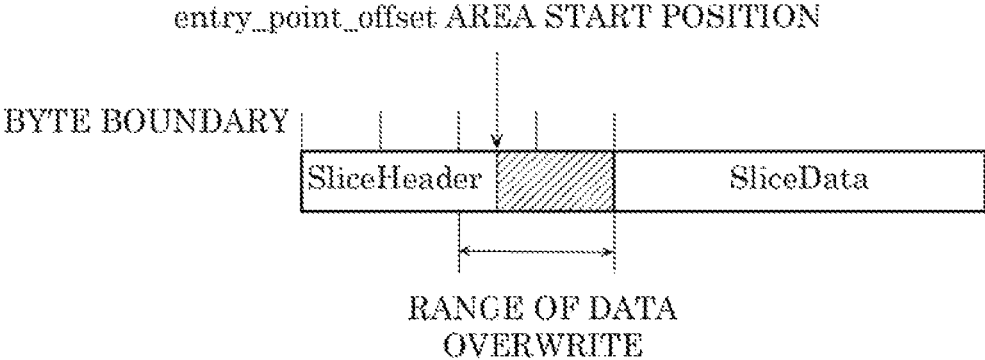 entry_point_offset AREA START POSITION
BYTE BOUNDARY
SliceHeader
SliceData
RANGE OF DATA
OVERWRITE